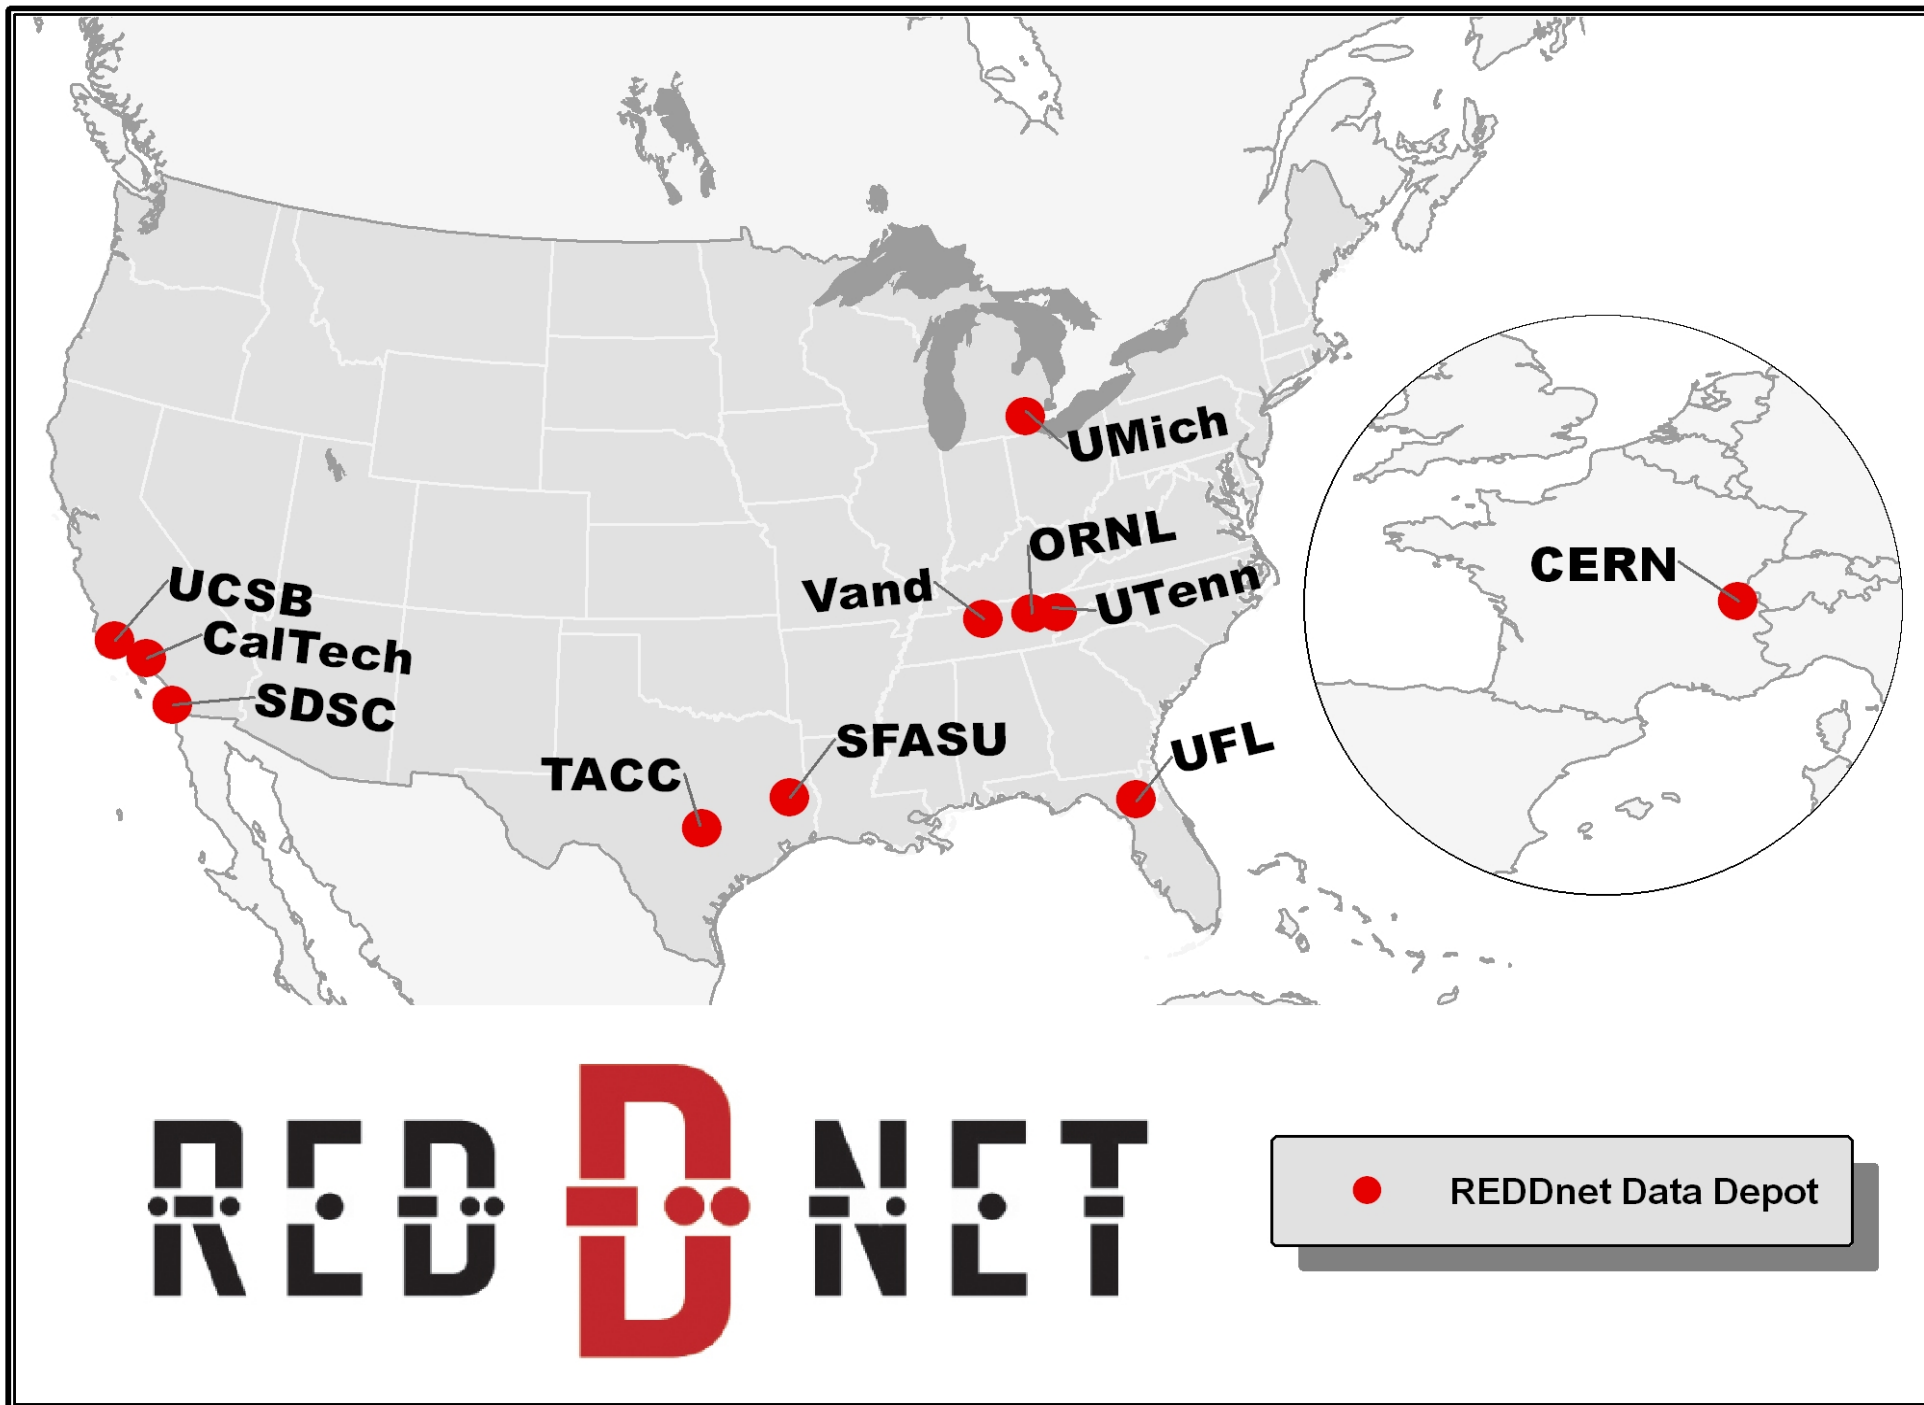 UMich
ORNL
Vand
UTenn
UCSB
CalTech
SDSC
TACC
SFASU
UFL
CERN
REDDNET
REDDnet Data Depot